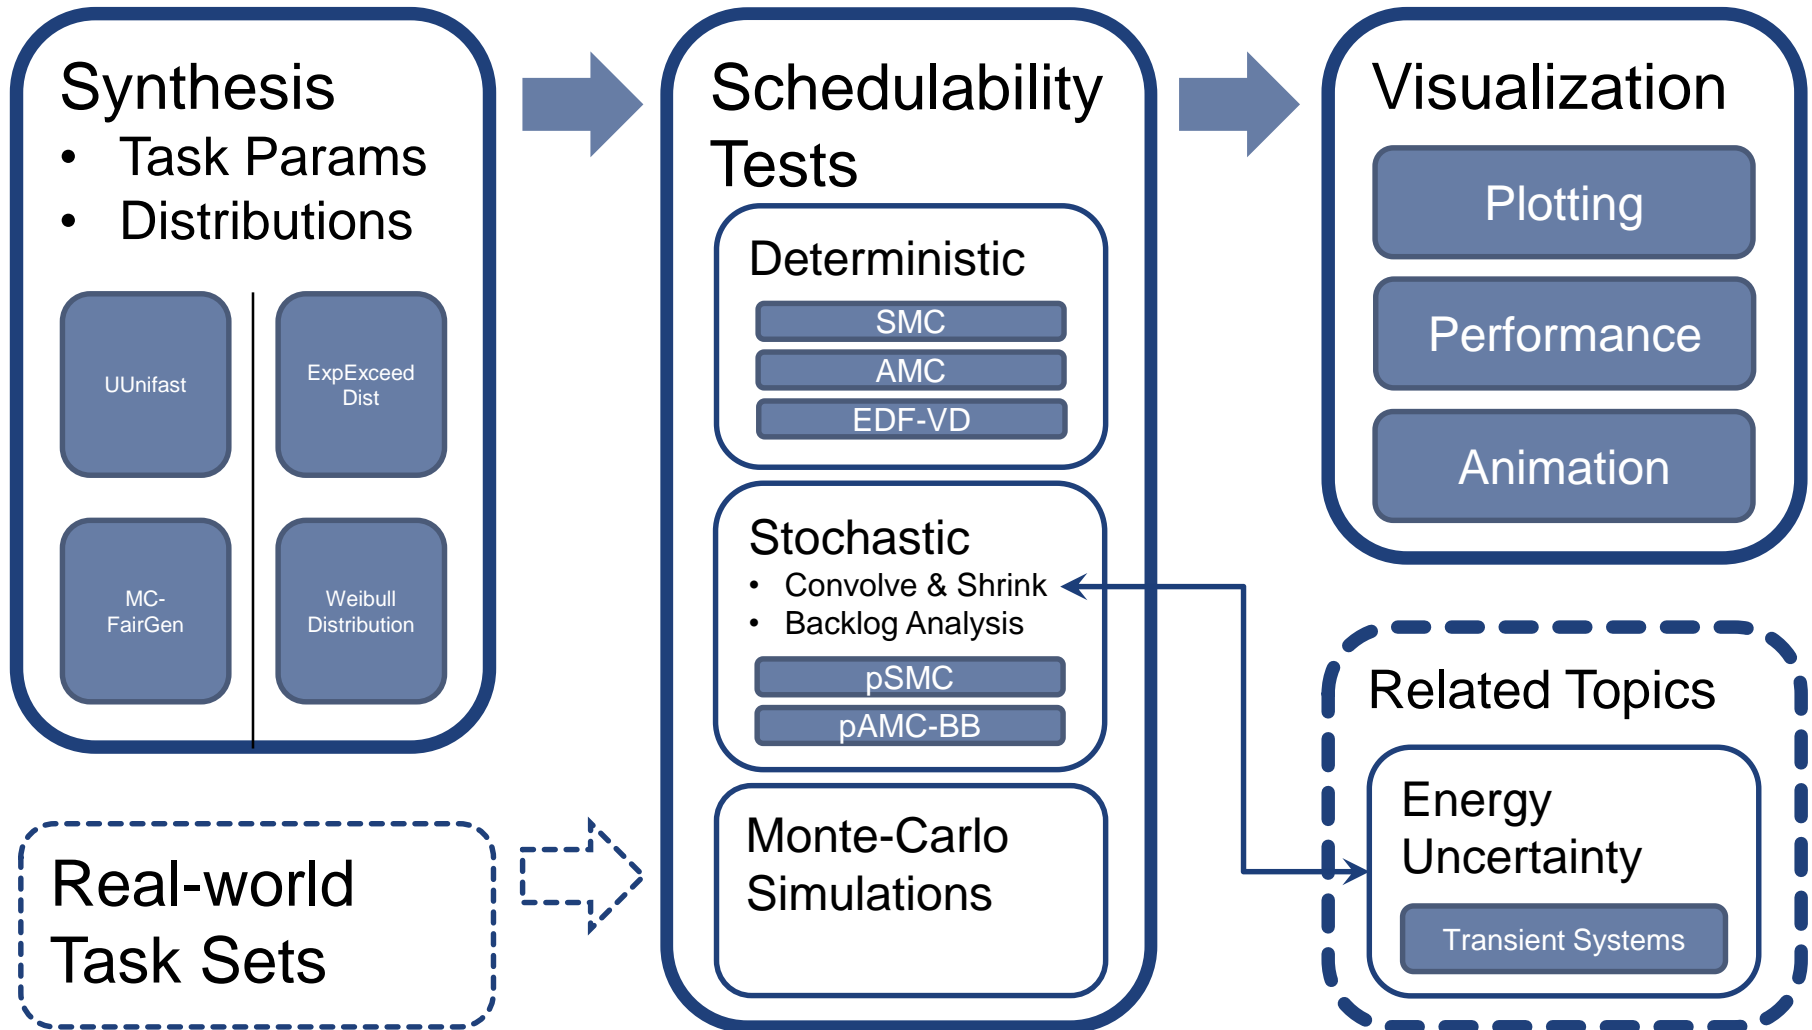 Synthesis
• Task Params
• Distributions
UUnifast
ExpExceed
Dist
MC-
FairGen
Weibull
Distribution
Real-world
Task Sets
Schedulability
Tests
Deterministic
SMC
AMC
EDF-VD
Stochastic
• Convolve & Shrink
• Backlog Analysis
pSMC
pAMC-BB
Monte-Carlo
Simulations
Visualization
Plotting
Performance
Animation
Related Topics
Energy
Uncertainty
Transient Systems